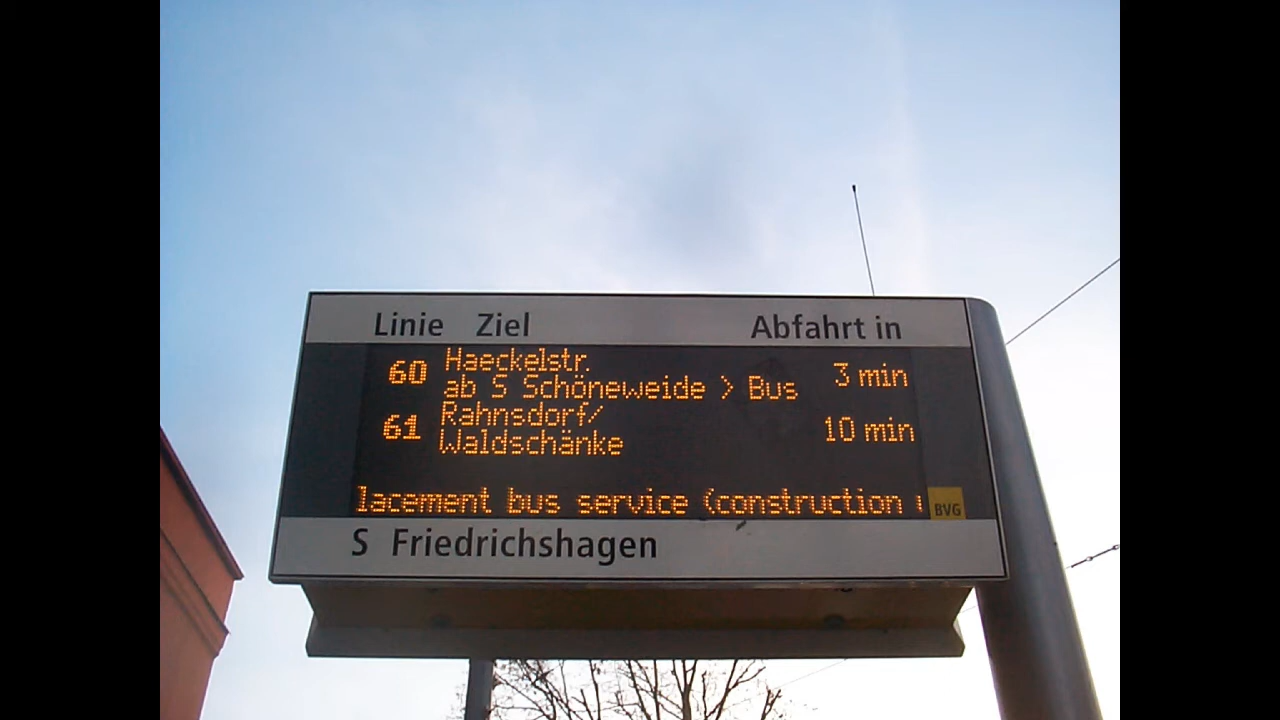 Linie Ziel Abfahrt in
60 Haeckelstr. 3 min
ab S Schöneweide > Bus
61 Rahnsdorf/ 10 min
Waldschänke
lacement bus service (construction
BVG
S Friedrichshagen